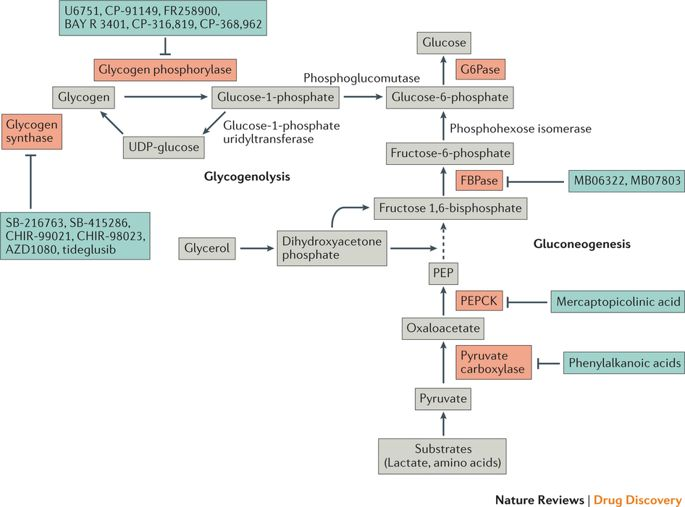 U6751, CP-91149, FR258900,
BAY R 3401, CP-316,819, CP-368,962
Glycogen phosphorylase
Glucose
G6Pase
Phosphoglucomutase
Glycogen
Glucose-1-phosphate
Glucose-6-phosphate
Glycogen
synthase
Glucose-1-phosphate
uridyltransferase
Phosphohexose isomerase
UDP-glucose
Fructose-6-phosphate
Glycogenolysis
FBPase
MB06322, MB07803
SB-216763, SB-415286,
CHIR-99021, CHIR-98023,
AZD1080, tideglusib
Fructose 1,6-bisphosphate
Glycerol
Dihydroxyacetone
phosphate
Gluconeogenesis
PEP
PEPCK
Mercaptopicolinic acid
Oxaloacetate
Pyruvate
carboxylase
Phenylalkanoic acids
Pyruvate
Substrates
(Lactate, amino acids)
Nature Reviews | Drug Discovery